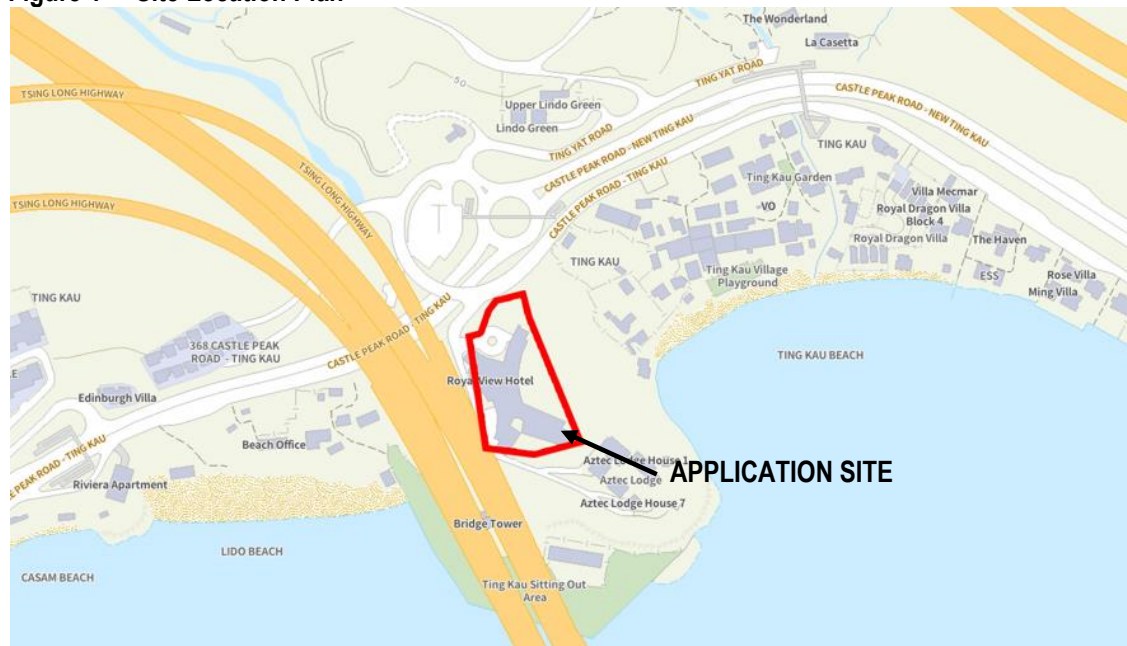 The Wonderland
La Casetta
TSING LONG HIGHWAY
50
TING YAT ROAD
CASTLE PEAK ROAD - NEW TING KAU
Upper Lindo Green
Lindo Green
TING YAT ROAD
CASTLE PEAK ROAD - NEW TING KAU
TING KAU
TSING LONG HIGHWAY
CASTLE PEAK ROAD - TING KAU
Ting Kau Garden
VO
Villa Mecmar
Royal Dragon Villa
Block 4
TSING LONG HIGHWAY
Royal Dragon Villa
The Haven
TING KAU
Ting Kau Village
Playground
ESS
Rose Villa
Ming Villa
TING KAU
368 CASTLE PEAK
ROAD - TING KAU
CASTLE PEAK ROAD - TING KAU
TING KAU BEACH
Royal View Hotel
Edinburgh Villa
Beach Office
Aztec Lodge House 1
APPLICATION SITE
Aztec Lodge
CASTLE PEAK ROAD - TING KAU
Riviera Apartment
Aztec Lodge House 7
Bridge Tower
LIDO BEACH
CASAM BEACH
Ting Kau Sitting Out
Area